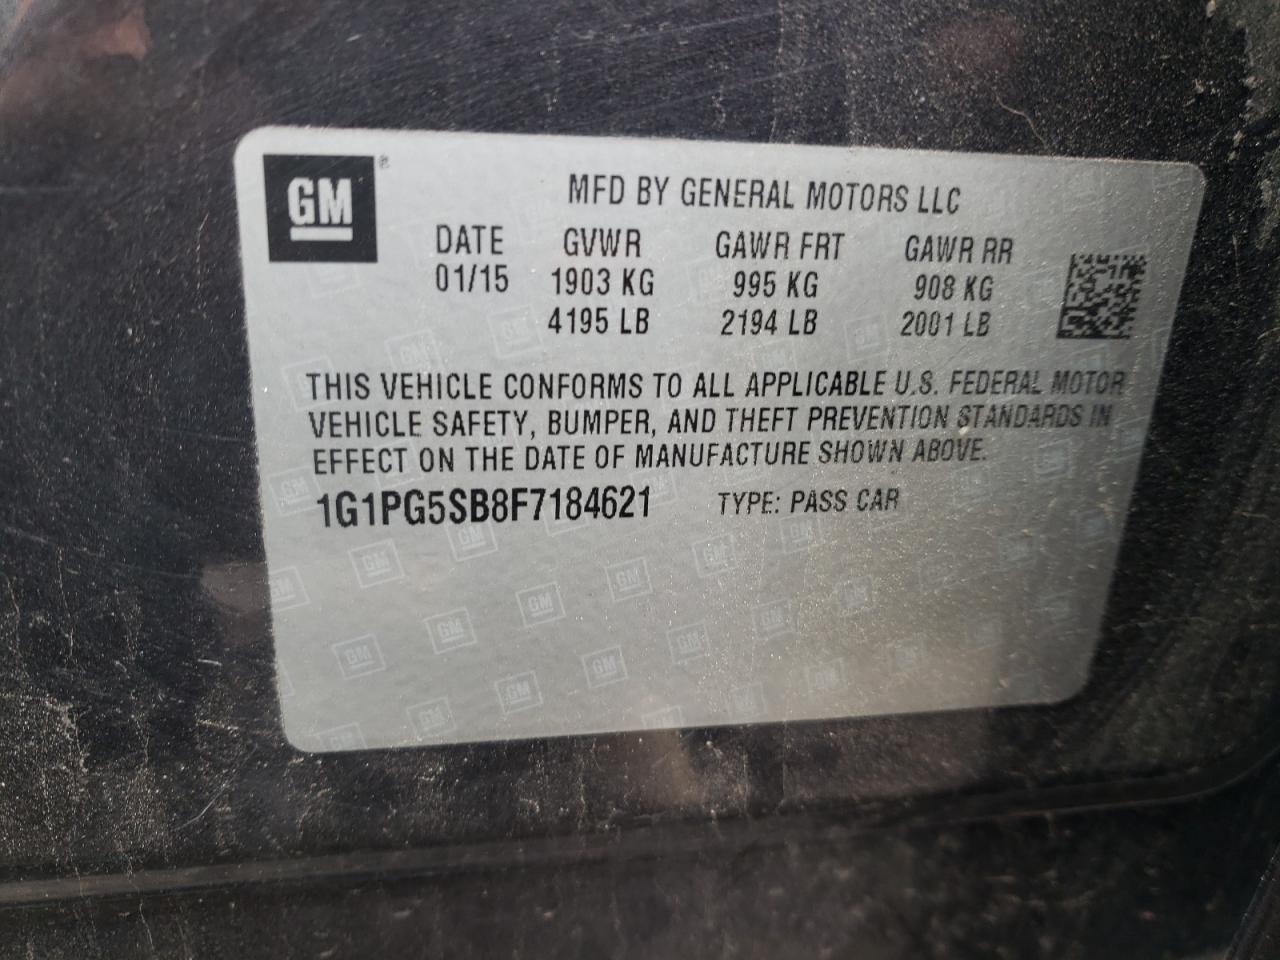 GM®
MFD BY GENERAL MOTORS LLC
DATE GVWR GAWR FRT GAWR RR
01/15 1903 KG 995 KG 908 KG
4195 LB 2194 LB 2001 LB
THIS VEHICLE CONFORMS TO ALL APPLICABLE U.S. FEDERAL MOTOR
VEHICLE SAFETY, BUMPER, AND THEFT PREVENTION STANDARDS IN
EFFECT ON THE DATE OF MANUFACTURE SHOWN ABOVE.
1G1PG5SB8F7184621 TYPE: PASS CAR